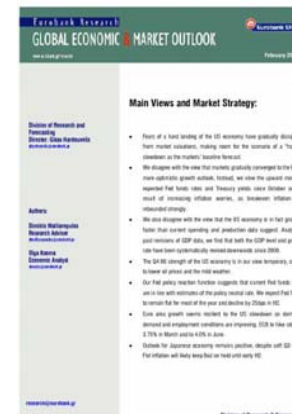 Eurobank Research
GLOBAL ECONOMIC & MARKET OUTLOOK
Eurobank EFG
February 20
Main Views and Market Strategy:
Division of Research and
Forecasting
Director: Gikas Hardouvelis
Authors:
Dimitris Malliaropulos
Research Advisor
Olga Kosma
Economic Analyst
research@eurobank.gr
Fears of a hard landing of the US economy have gradually
from market valuations, making room for the scenario of a
slowdown as the markets' baseline forecast.
We disagree with the view that markets gradually converged to the
more optimistic growth outlook. Instead, we view the upward
expected Fed funds rates and Treasury yields since October
result of increasing inflation worries, as breakeven inflation
rebounded strongly.
We also disagree with the view that the US economy is in fact
faster than current spending and production data suggest.
past revisions of GDP data, we find that both the GDP level and
rate have been systematically revised downwards since 2000.
The Q4 06 strength of the US economy is in our view temporary,
to lower oil prices and the mild weather.
Our Fed policy reaction function suggests that current Fed funds
are in line with estimates of the policy neutral rate. We expect Fed
to remain flat for most of the year and decline by 25bps in
Euro area growth seems resilient to the US slowdown as
demand and employment conditions are improving. ECB to hike
3.75% in March and to 4.0% in June.
Outlook for Japanese economy remains positive, despite soft Q3
Flat inflation will likely keep BoJ on hold until early